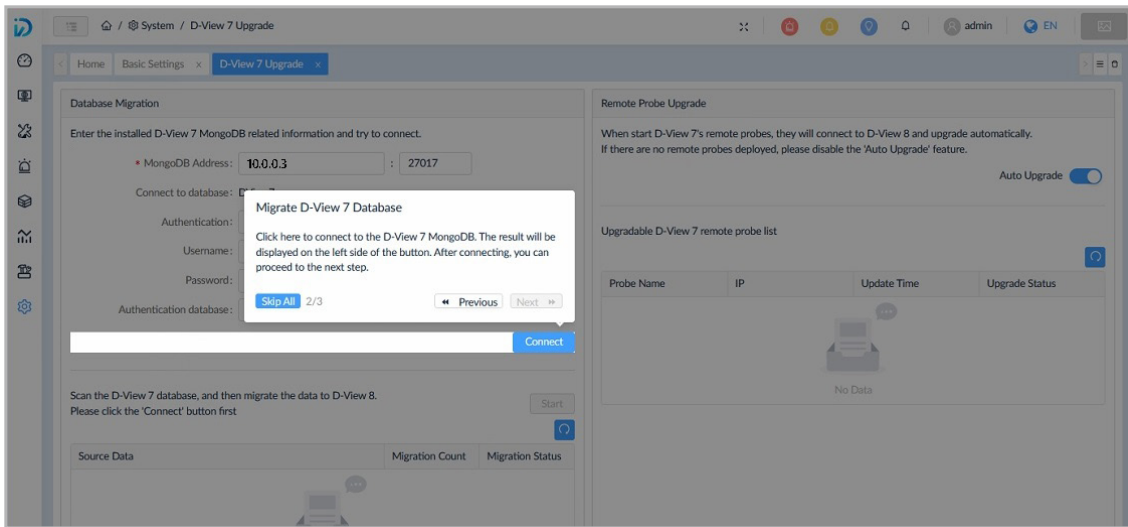 / System / D-View 7 Upgrade
admin
EN
Home
Basic Settings ×
D-View 7 Upgrade ×
Database Migration
Enter the installed D-View 7 MongoDB related information and try to connect.
* MongoDB Address: 10.0.0.3 : 27017
Connect to database:
Authentication:
Username:
Password:
Authentication database:
Migrate D-View 7 Database
Click here to connect to the D-View 7 MongoDB. The result will be
displayed on the left side of the button. After connecting, you can
proceed to the next step.
Skip All 2/3 Previous Next
Connect
Scan the D-View 7 database, and then migrate the data to D-View 8.
Please click the 'Connect' button first
Start
Source Data Migration Count Migration Status
Remote Probe Upgrade
When start D-View 7's remote probes, they will connect to D-View 8 and upgrade automatically.
If there are no remote probes deployed, please disable the 'Auto Upgrade' feature.
Auto Upgrade
Upgradable D-View 7 remote probe list
Probe Name IP Update Time Upgrade Status
No Data